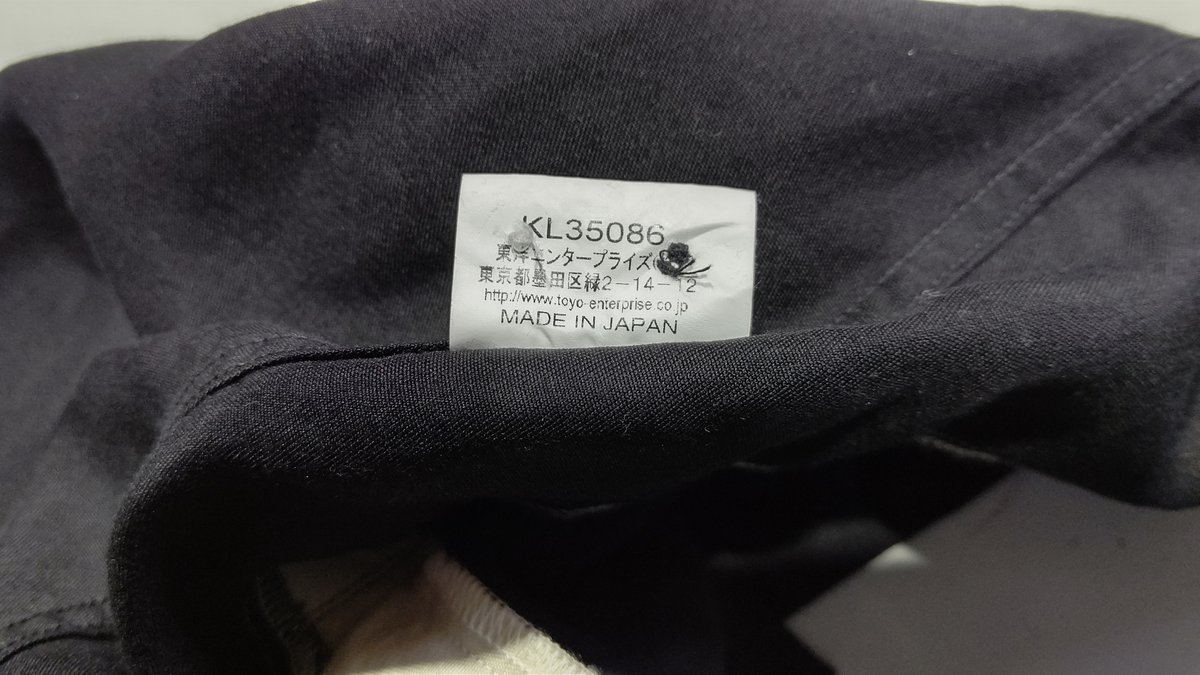 KL35086
東洋エンタープライズ
東京都墨田区緑2-14-12
http://www.toyo-enterprise.co.jp
MADE IN JAPAN